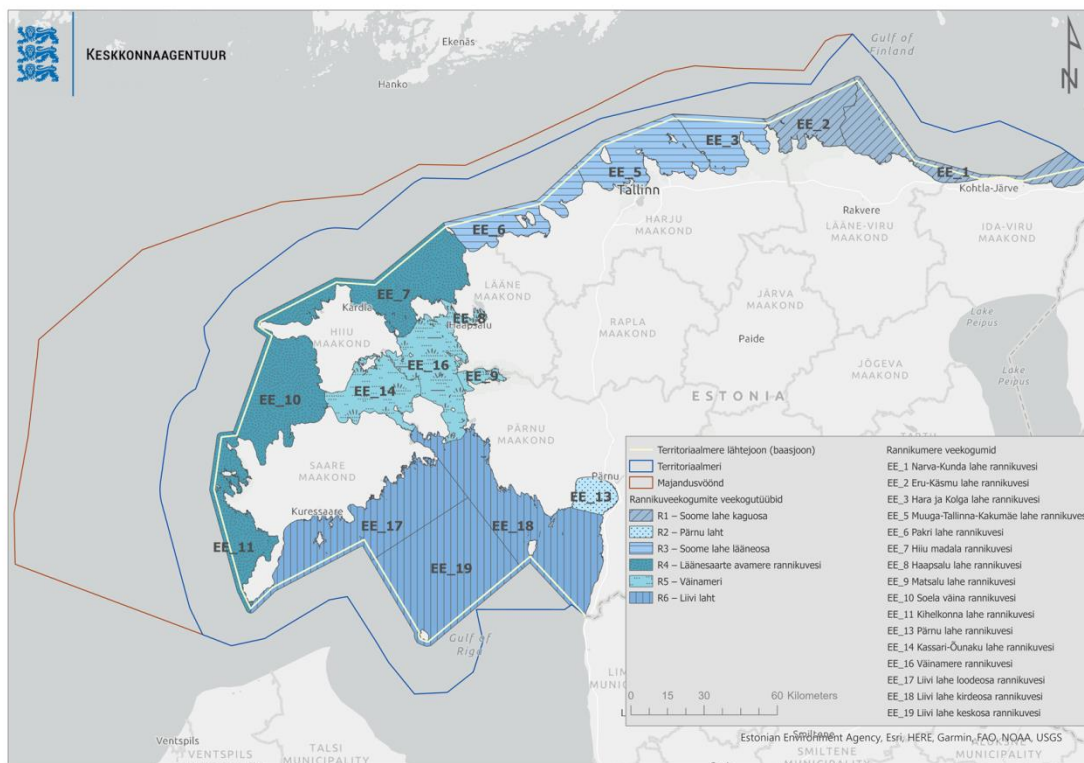 KESKKONNAAGENTUUR
Ekenäs
Hanko
Gulf of
Finland
EE_2
EE_3
EE_5
EE_1
Tallinn
Kohtla-Järve
HARJU
MAAKOND
Rakvere
LÄÄNE-VIRU
MAAKOND
IDA-VIRU
MAAKOND
EE_6
EE_7
LÄÄNE
MAAKOND
Kärdla
EE_8
Haapsalu
HIIU
MAAKOND
RAPLA
MAAKOND
JÄRVA
MAAKOND
Paide
Lake
Peipus
JÕGEVA
MAAKOND
Lake
Peipus
EE_16
EE_9
EE_14
EE_10
ESTONIA
PÄRNU
MAAKOND
SAARE
MAAKOND
Pärnu
EE_13
Kuressaare
EE_17
EE_18
EE_11
EE_19
Gulf of
Riga
Ventspils
VENTSPILS
TALSI
MUNICIPALITY
Territoriaalmere lähtejoon (baasjoon)
Territoriaalmeri
Majandusvöönd
Rannikuveekogumite veekogutüübid
R1 – Soome lahe kaguosa
R2 – Pärnu laht
R3 – Soome lahe lääneosa
R4 – Läänesaarte avamere rannikuvesi
R5 – Väinameri
R6 – Liivi laht
0 15 30 60 Kilometers
Rannikumere veekogumid
EE_1 Narva-Kunda lahe rannikuvesi
EE_2 Eru-Käsmu lahe rannikuvesi
EE_3 Hara ja Kolga lahe rannikuvesi
EE_5 Muuga-Tallinna-Kakumäe lahe rannikuvesi
EE_6 Pakri lahe rannikuvesi
EE_7 Hiiu madala rannikuvesi
EE_8 Haapsalu lahe rannikuvesi
EE_9 Matsalu lahe rannikuvesi
EE_10 Soela väina rannikuvesi
EE_11 Kihelkonna lahe rannikuvesi
EE_13 Pärnu lahe rannikuvesi
EE_14 Kassari-Õunaku lahe rannikuvesi
EE_16 Väinamere rannikuvesi
EE_17 Liivi lahe loodeosa rannikuvesi
EE_18 Liivi lahe kirdeosa rannikuvesi
EE_19 Liivi lahe keskosa rannikuvesi
Estonian Environment Agency, Esri, HERE, Garmin, FAO, NOAA, USGS
SMILTENE
MUNICIPALITY
MUNICIPALITY